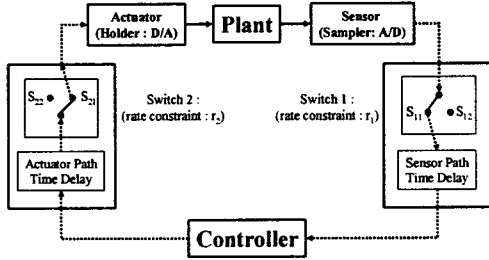 Actuator
(Holder : D/A)
Plant
Sensor
(Sampler: A/D)
S22
S21
Switch 2 :
(rate constraint : r2)
Switch 1 :
(rate constraint : r1)
S11
S12
Actuator Path
Time Delay
Sensor Path
Time Delay
Controller